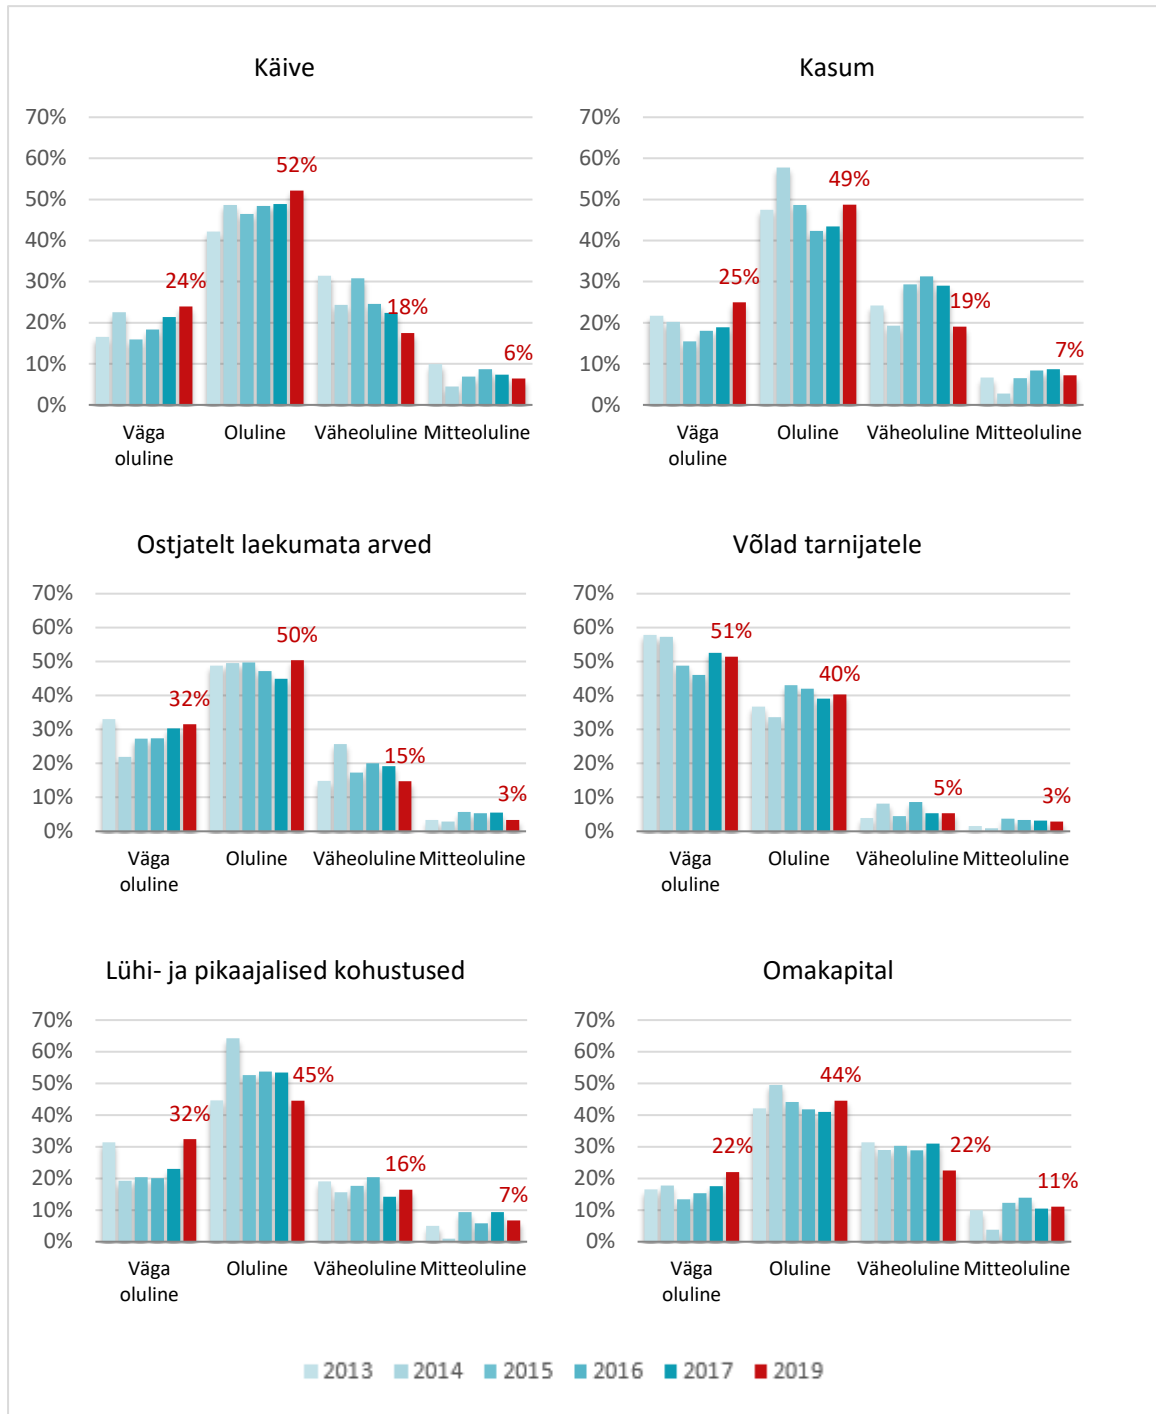 Käive
70%
60%
50%
40%
30%
20%
10%
0%
24%
52%
18%
6%
Väga oluline
Oluline
Väheoluline
Mitteoluline
Kasum
70%
60%
50%
40%
30%
20%
10%
0%
25%
49%
19%
7%
Väga oluline
Oluline
Väheoluline
Mitteoluline
Ostjatelt laekumata arved
70%
60%
50%
40%
30%
20%
10%
0%
32%
50%
15%
3%
Väga oluline
Oluline
Väheoluline
Mitteoluline
Võlad tarnijatele
70%
60%
50%
40%
30%
20%
10%
0%
51%
40%
5%
3%
Väga oluline
Oluline
Väheoluline
Mitteoluline
Lühi- ja pikaajalised kohustused
70%
60%
50%
40%
30%
20%
10%
0%
32%
45%
16%
7%
Väga oluline
Oluline
Väheoluline
Mitteoluline
Omakapital
70%
60%
50%
40%
30%
20%
10%
0%
22%
44%
22%
11%
Väga oluline
Oluline
Väheoluline
Mitteoluline
2013 2014 2015 2016 2017 2019